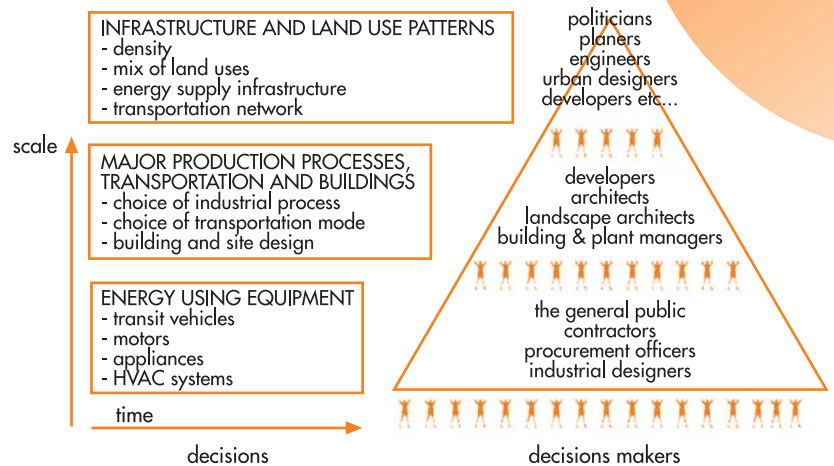 INFRASTRUCTURE AND LAND USE PATTERNS
- density
- mix of land uses
- energy supply infrastructure
- transportation network
politicians
planers
engineers
urban designers
developers etc...
scale
MAJOR PRODUCTION PROCESSES,
TRANSPORTATION AND BUILDINGS
- choice of industrial process
- choice of transportation mode
- building and site design
developers
architects
landscape architects
building & plant managers
ENERGY USING EQUIPMENT
- transit vehicles
- motors
- appliances
- HVAC systems
the general public
contractors
procurement officers
industrial designers
time
decisions
decisions makers